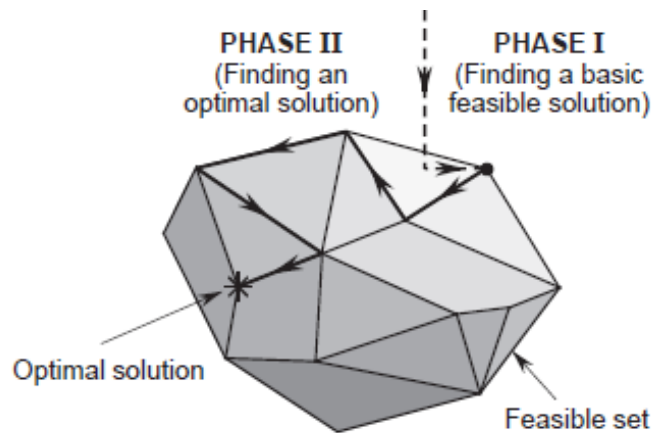 PHASE II
(Finding an
optimal solution)
PHASE I
(Finding a basic
feasible solution)
Optimal solution
Feasible set